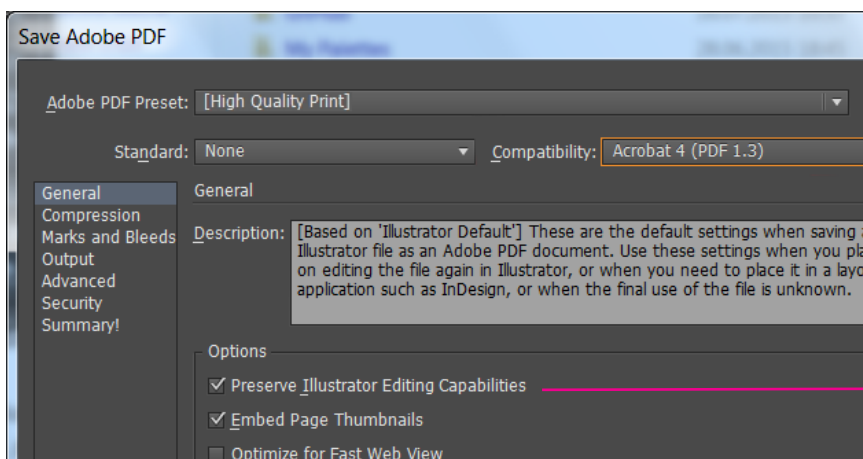 My Palettes
Save Adobe PDF
Adobe PDF Preset: [High Quality Print]
Standard: None Compatibility: Acrobat 4 (PDF 1.3)
General
Compression
Marks and Bleeds
Output
Advanced
Security
Summary!
General
Description: [Based on 'Illustrator Default'] These are the default settings when saving
Illustrator file as an Adobe PDF document. Use these settings when you pla
on editing the file again in Illustrator, or when you need to place it in a layo
application such as InDesign, or when the final use of the file is unknown.
Options
Preserve Illustrator Editing Capabilities
Embed Page Thumbnails
Optimize for Fast Web View